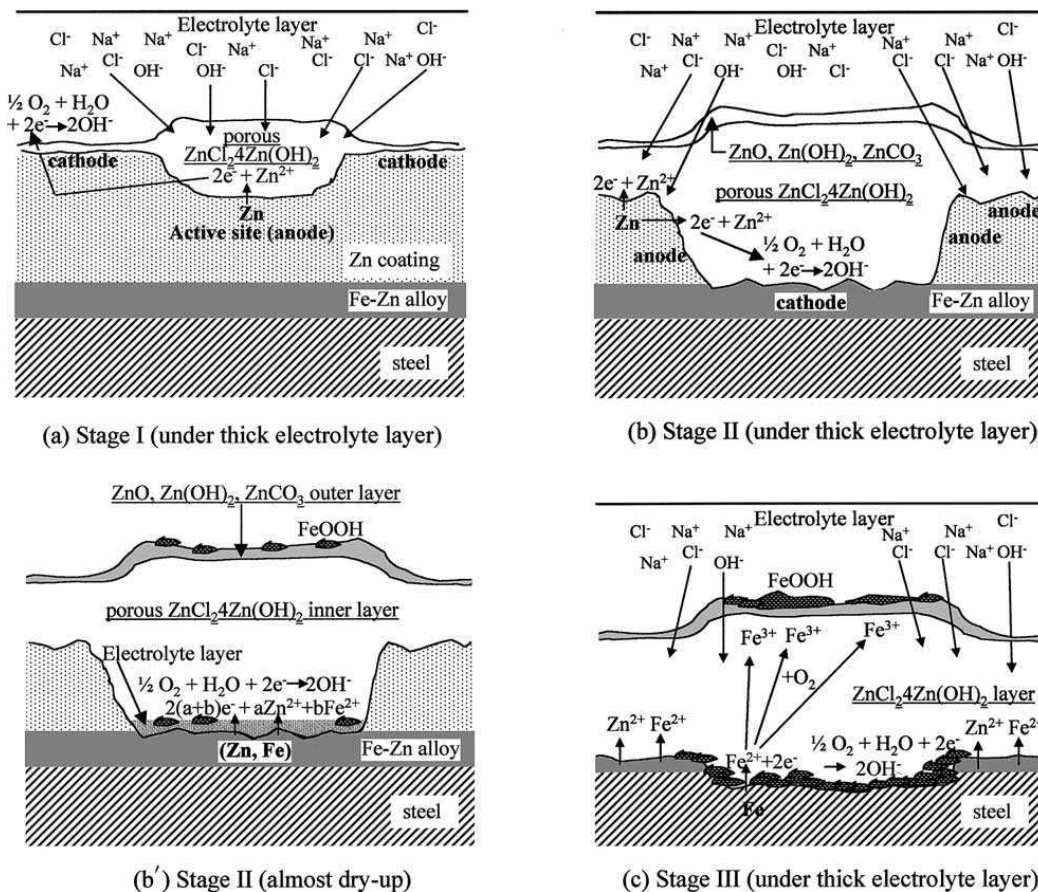 Electrolyte layer
Cl⁻ Na⁺ Na⁺ Cl⁻ Na⁺ Cl⁻ Na⁺ Cl⁻
Na⁺ Cl⁻ OH⁻ OH⁻ Cl⁻ Na⁺ Cl⁻ Cl⁻ Na⁺ OH⁻
½ O₂ + H₂O
+ 2e⁻→2OH⁻
porous
ZnCl₂4Zn(OH)₂
cathode
cathode
2e⁻ + Zn²⁺
Zn
Active site (anode)
Zn coating
Fe-Zn alloy
steel
(a) Stage I (under thick electrolyte layer)
Electrolyte layer
Cl⁻ Na⁺ Na⁺ Cl⁻ Na⁺ Na⁺ Cl⁻
Na⁺ Cl⁻ OH⁻ OH⁻ Cl⁻ Cl⁻ Cl⁻ Na⁺ OH⁻
cathode
ZnO, Zn(OH)₂, ZnCO₃
2e⁻ + Zn²⁺
porous ZnCl₂4Zn(OH)₂
Zn
2e⁻ + Zn²⁺
anode
anode
anode
½ O₂ + H₂O
+ 2e⁻→2OH⁻
cathode
Fe-Zn alloy
steel
(b) Stage II (under thick electrolyte layer)
ZnO, Zn(OH)₂, ZnCO₃ outer layer
FeOOH
porous ZnCl₂4Zn(OH)₂ inner layer
Electrolyte layer
½ O₂ + H₂O + 2e⁻→2OH⁻
2(a+b)e⁻ + aZn²⁺+bFe²⁺
(Zn, Fe)
Fe-Zn alloy
steel
(b′) Stage II (almost dry-up)
Electrolyte layer
Cl⁻ Na⁺ Na⁺ Na⁺ Na⁺ Cl⁻
Na⁺ Cl⁻ OH⁻ Cl⁻ Cl⁻ Na⁺ OH⁻
FeOOH
Fe³⁺ Fe³⁺ Fe³⁺
+O₂
ZnCl₂4Zn(OH)₂ layer
Zn²⁺ Fe²⁺
Zn²⁺ Fe²⁺
½ O₂ + H₂O + 2e⁻
Fe²⁺+2e⁻
→ 2OH⁻
Fe
steel
(c) Stage III (under thick electrolyte layer)